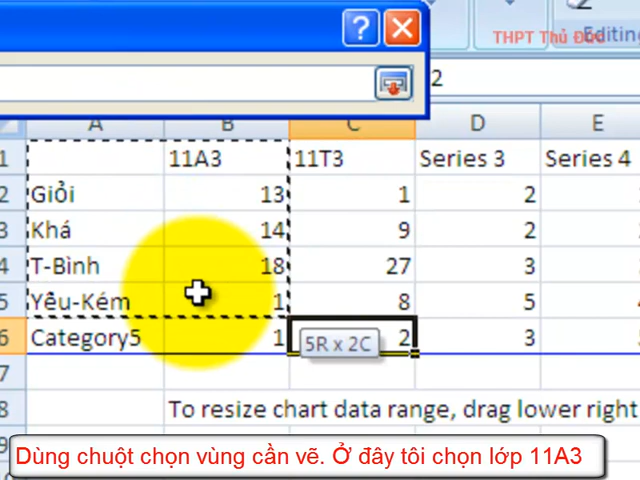 THPT Thủ Đức
Editing
2
A B C D E
1 11A3 11T3 Series 3 Series 4
2 Giỏi 13 1 2
3 Khá 14 9 2
4 T-Bình 18 27 3
5 Yếu-Kém 1 8 5
6 Category5 1 2 3
5R x 2C
7
8 To resize chart data range, drag lower right
9
Dùng chuột chọn vùng cần vẽ. Ở đây tôi chọn lớp 11A3